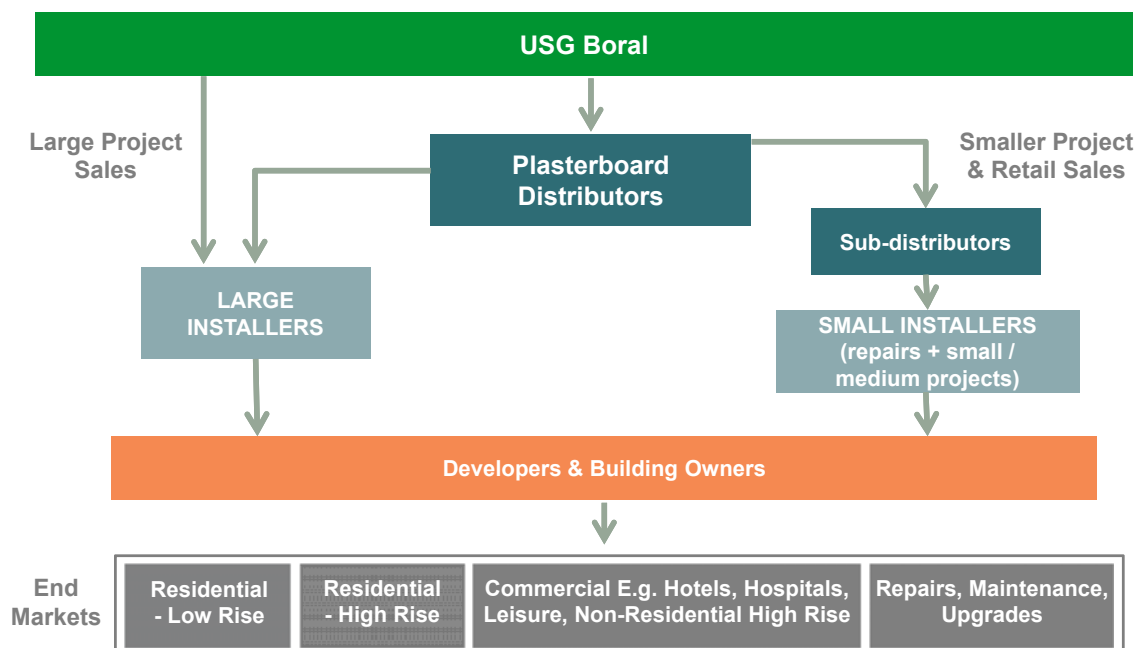 USG Boral
Large Project
Sales
Plasterboard
Distributors
Smaller Project
& Retail Sales
Sub-distributors
LARGE
INSTALLERS
SMALL INSTALLERS
(repairs + small /
medium projects)
Developers & Building Owners
End
Markets
Residential
- Low Rise
Residential
- High Rise
Commercial E.g. Hotels, Hospitals,
Leisure, Non-Residential High Rise
Repairs, Maintenance,
Upgrades